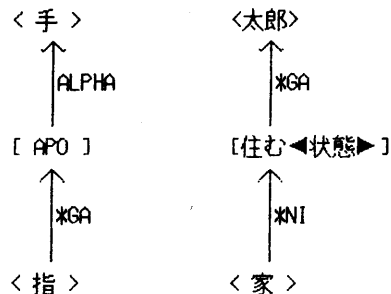 < 手 > <太郎>
ALPHA *GA
[ APO ] [住む◀状態▶]
*GA *NI
< 指 > < 家 >